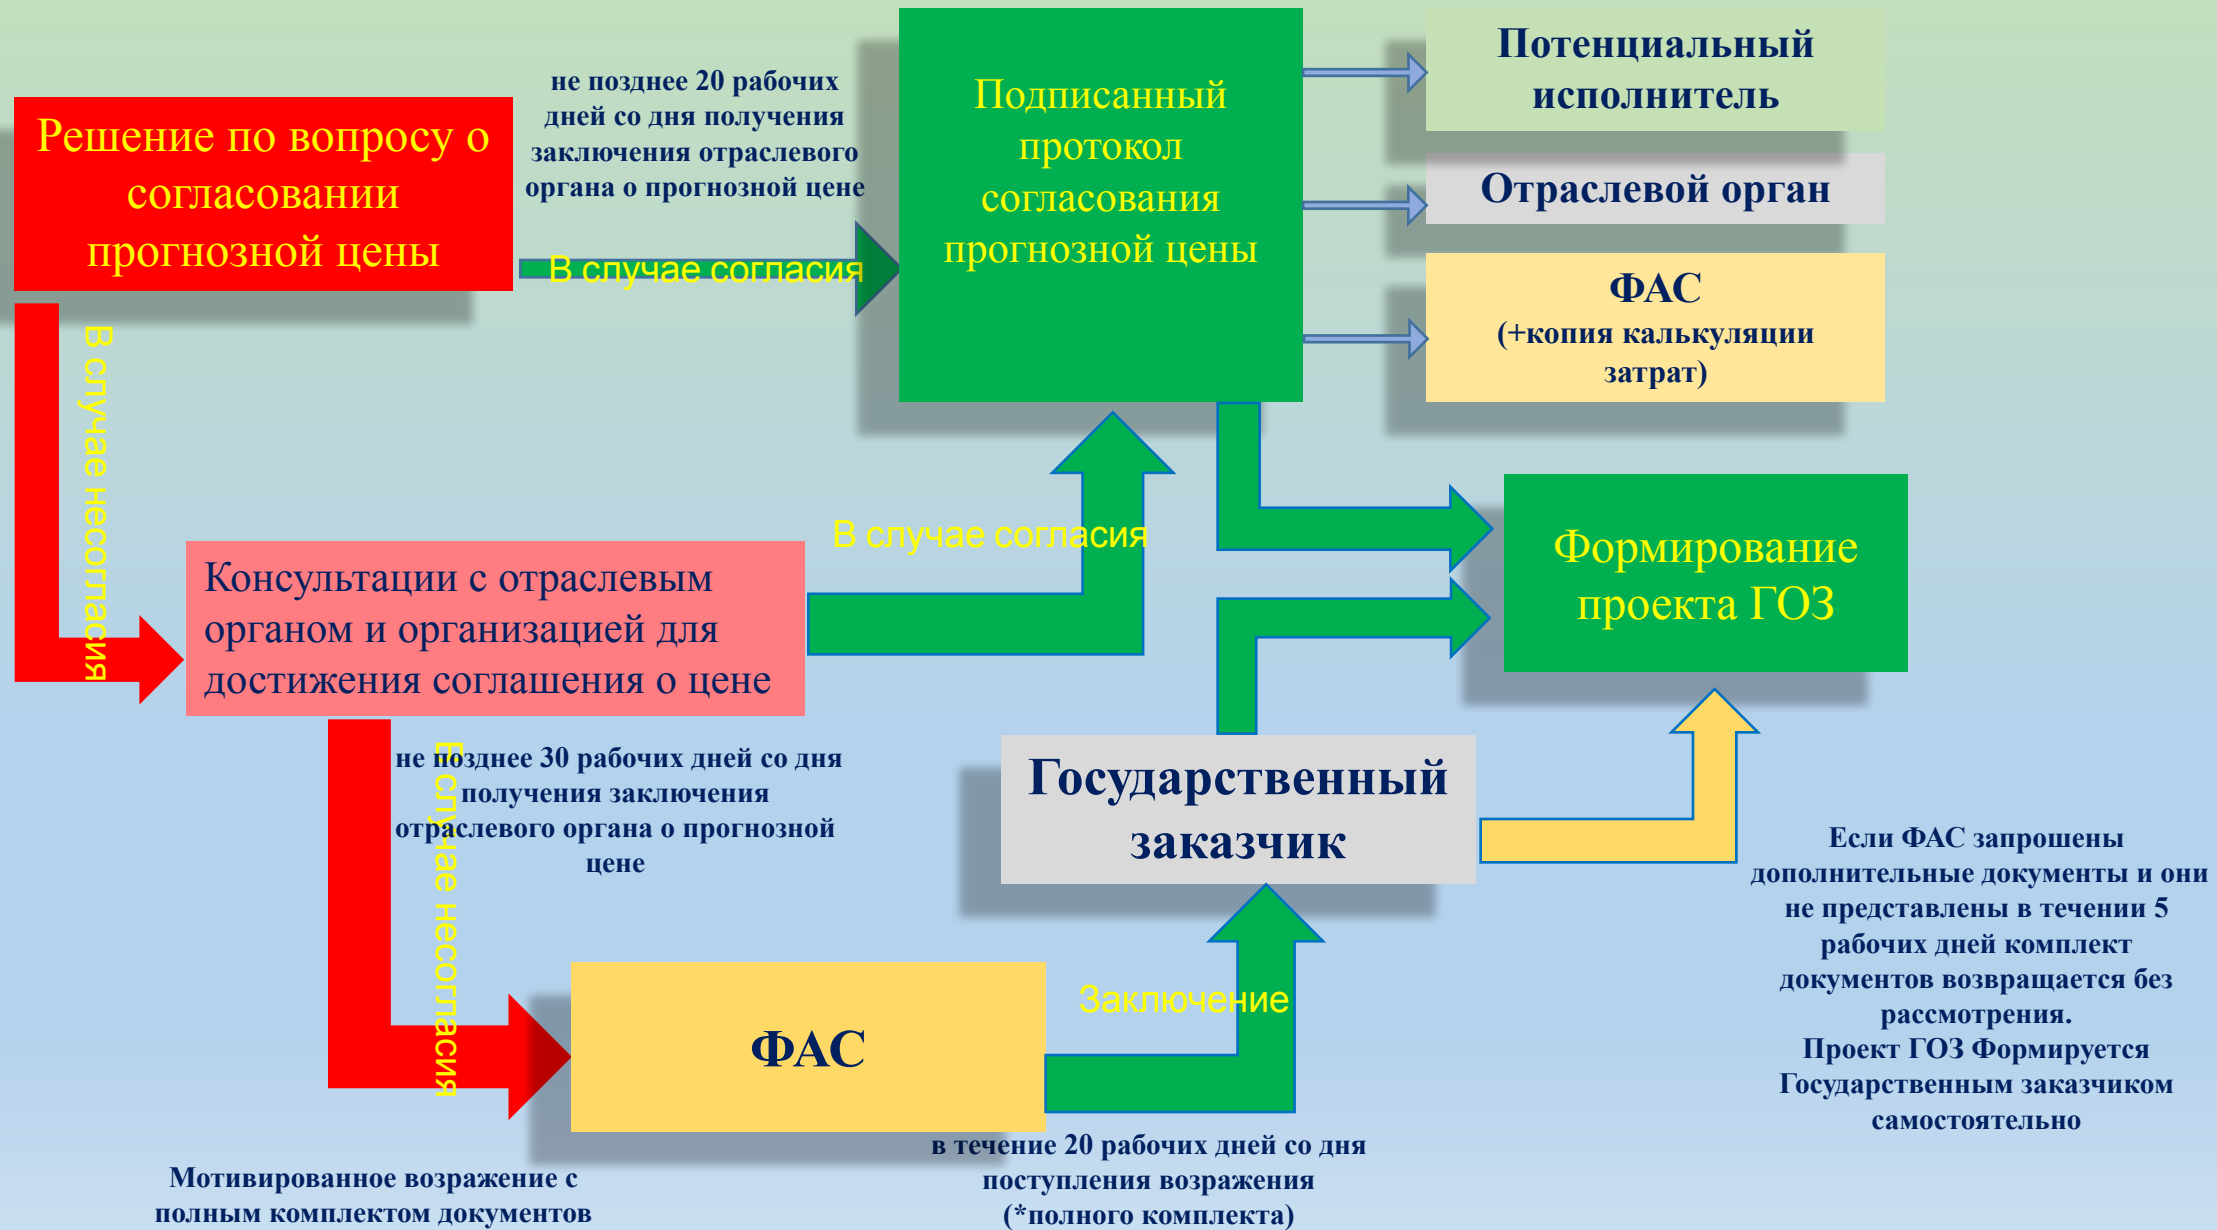 Решение по вопросу о
согласовании
прогнозной цены
не позднее 20 рабочих
дней со дня получения
заключения отраслевого
органа о прогнозной цене
В случае согласия
Подписанный
протокол
согласования
прогнозной цены
Потенциальный
исполнитель
Отраслевой орган
ФАС
(+копия калькуляции
затрат)
В случае несогласия
Консультации с отраслевым
органом и организацией для
достижения соглашения о цене
В случае согласия
Формирование
проекта ГОЗ
не позднее 30 рабочих дней со дня
получения заключения
отраслевого органа о прогнозной
цене
В случае несогласия
Государственный
заказчик
Если ФАС запрошены
дополнительные документы и они
не представлены в течении 5
рабочих дней комплект
документов возвращается без
рассмотрения.
Проект ГОЗ Формируется
Государственным заказчиком
самостоятельно
ФАС
Заключение
в течение 20 рабочих дней со дня
поступления возражения
(*полного комплекта)
Мотивированное возражение с
полным комплектом документов